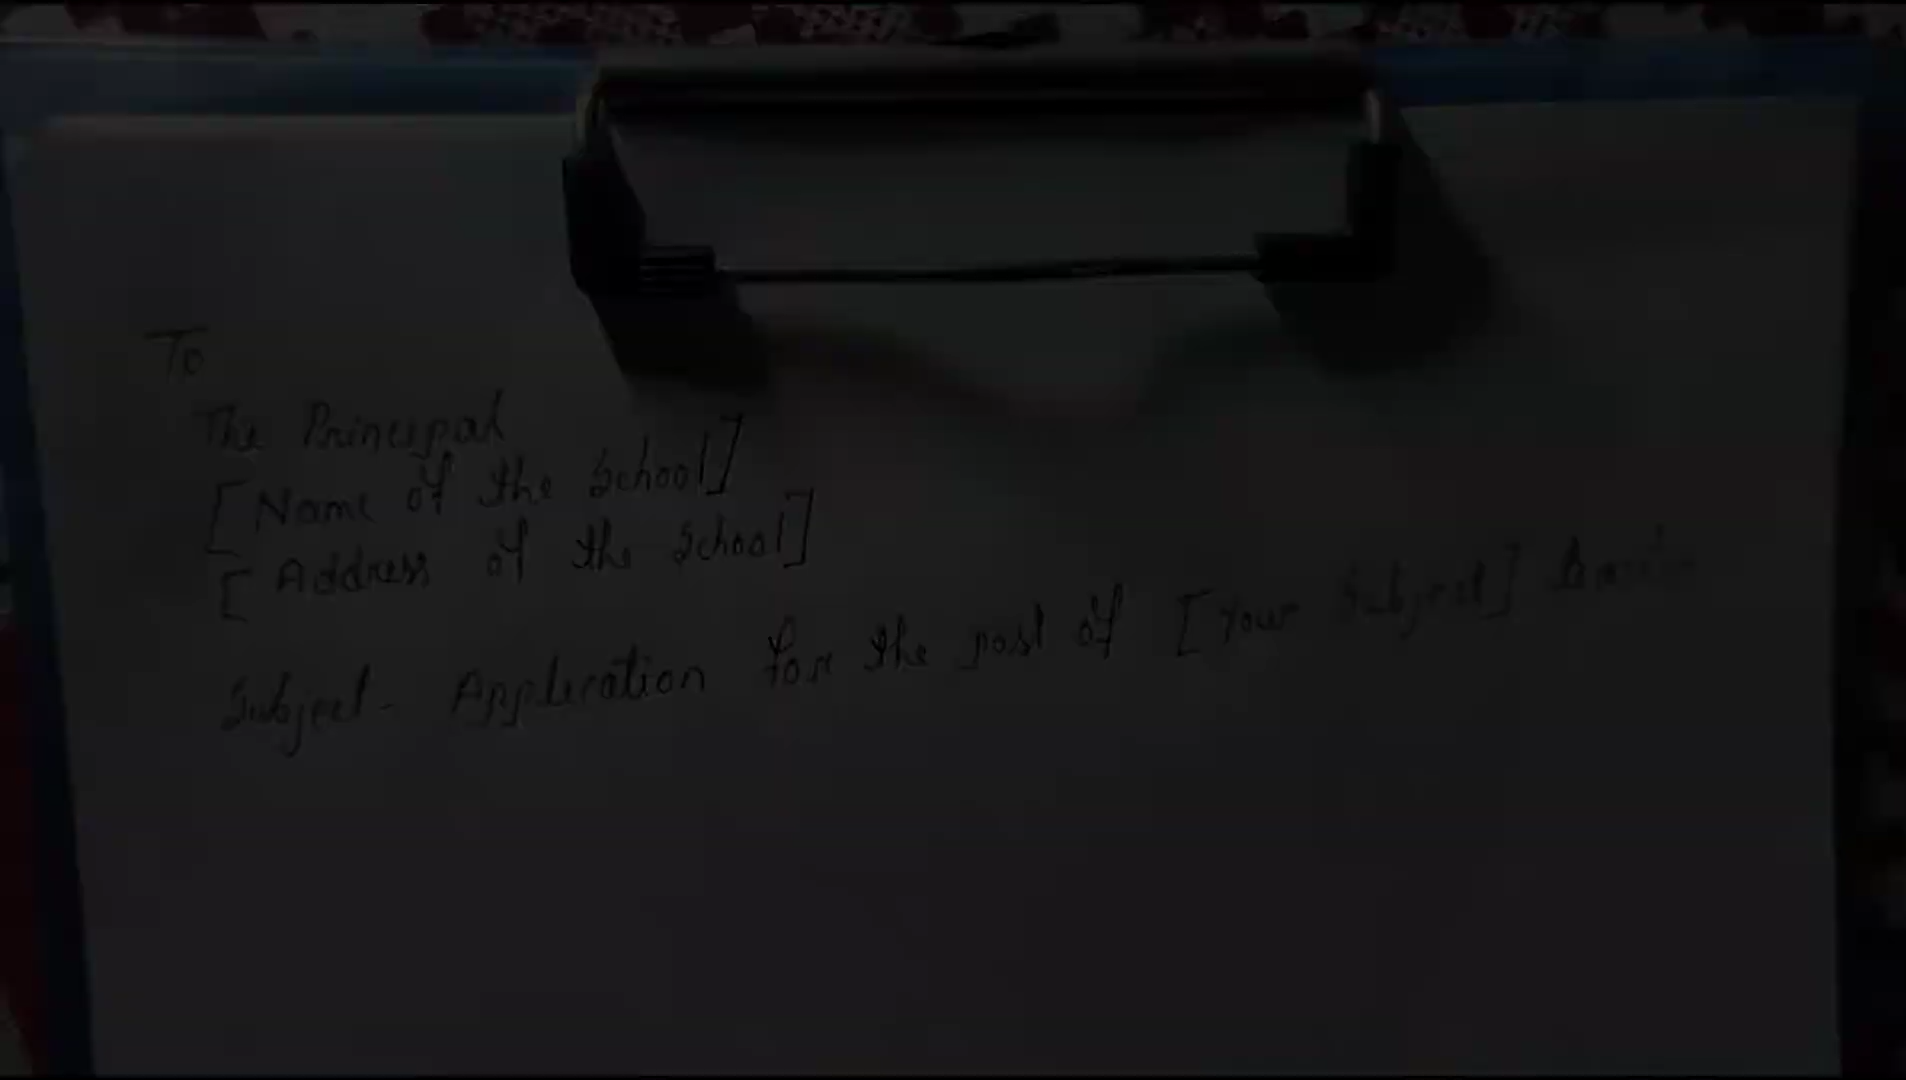 To
The Principal
[Name of the School]
[Address of the School]
Subject- Application for the post of [Your Subject]